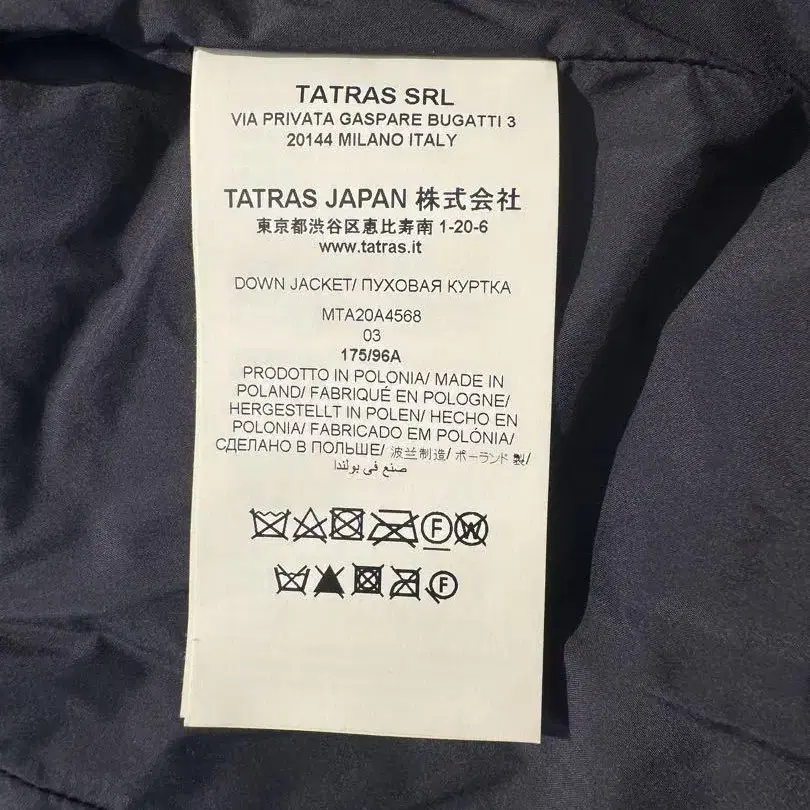 TATRAS SRL
VIA PRIVATA GASPARE BUGATTI 3
20144 MILANO ITALY
TATRAS JAPAN 株式会社
東京都渋谷区恵比寿南 1-20-6
www.tatras.it
DOWN JACKET/ ПУХОВАЯ КУРТКА
MTA20A4568
03
175/96A
PRODOTTO IN POLONIA/ MADE IN
POLAND/ FABRIQUÉ EN POLOGNE/
HERGESTELLT IN POLEN/ HECHO EN
POLONIA/ FABRICADO EM POLÓNIA/
СДЕЛАНО В ПОЛЬШЕ/ 波兰制造/ ポーランド 製/
صنع في بولندا
F W
F